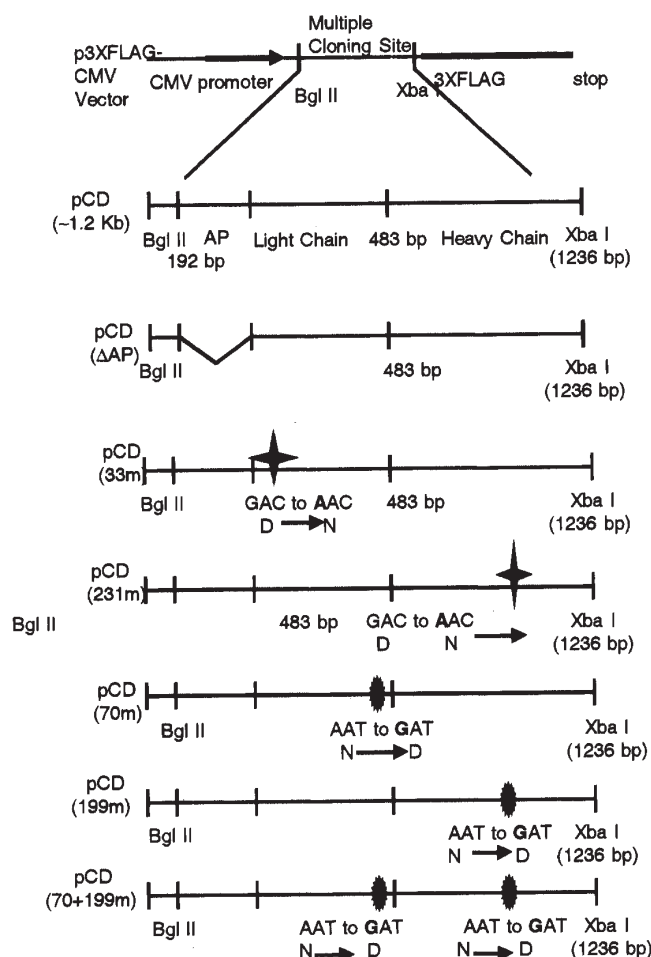 Multiple
Cloning Site
p3XFLAG-
CMV
Vector
CMV promoter
Bgl II
Xba I
3XFLAG
stop
pCD
(~1.2 Kb)
Bgl II AP Light Chain 483 bp Heavy Chain Xba I
192 bp (1236 bp)
pCD
(ΔAP)
Bgl II 483 bp Xba I
(1236 bp)
pCD
(33m)
Bgl II GAC to AAC 483 bp Xba I
D N (1236 bp)
pCD
(231m)
Bgl II 483 bp GAC to AAC Xba I
D N (1236 bp)
pCD
(70m)
Bgl II AAT to GAT Xba I
N D (1236 bp)
pCD
(199m)
Bgl II AAT to GAT Xba I
N D (1236 bp)
pCD
(70+199m)
Bgl II AAT to GAT AAT to GAT Xba I
N D N D (1236 bp)